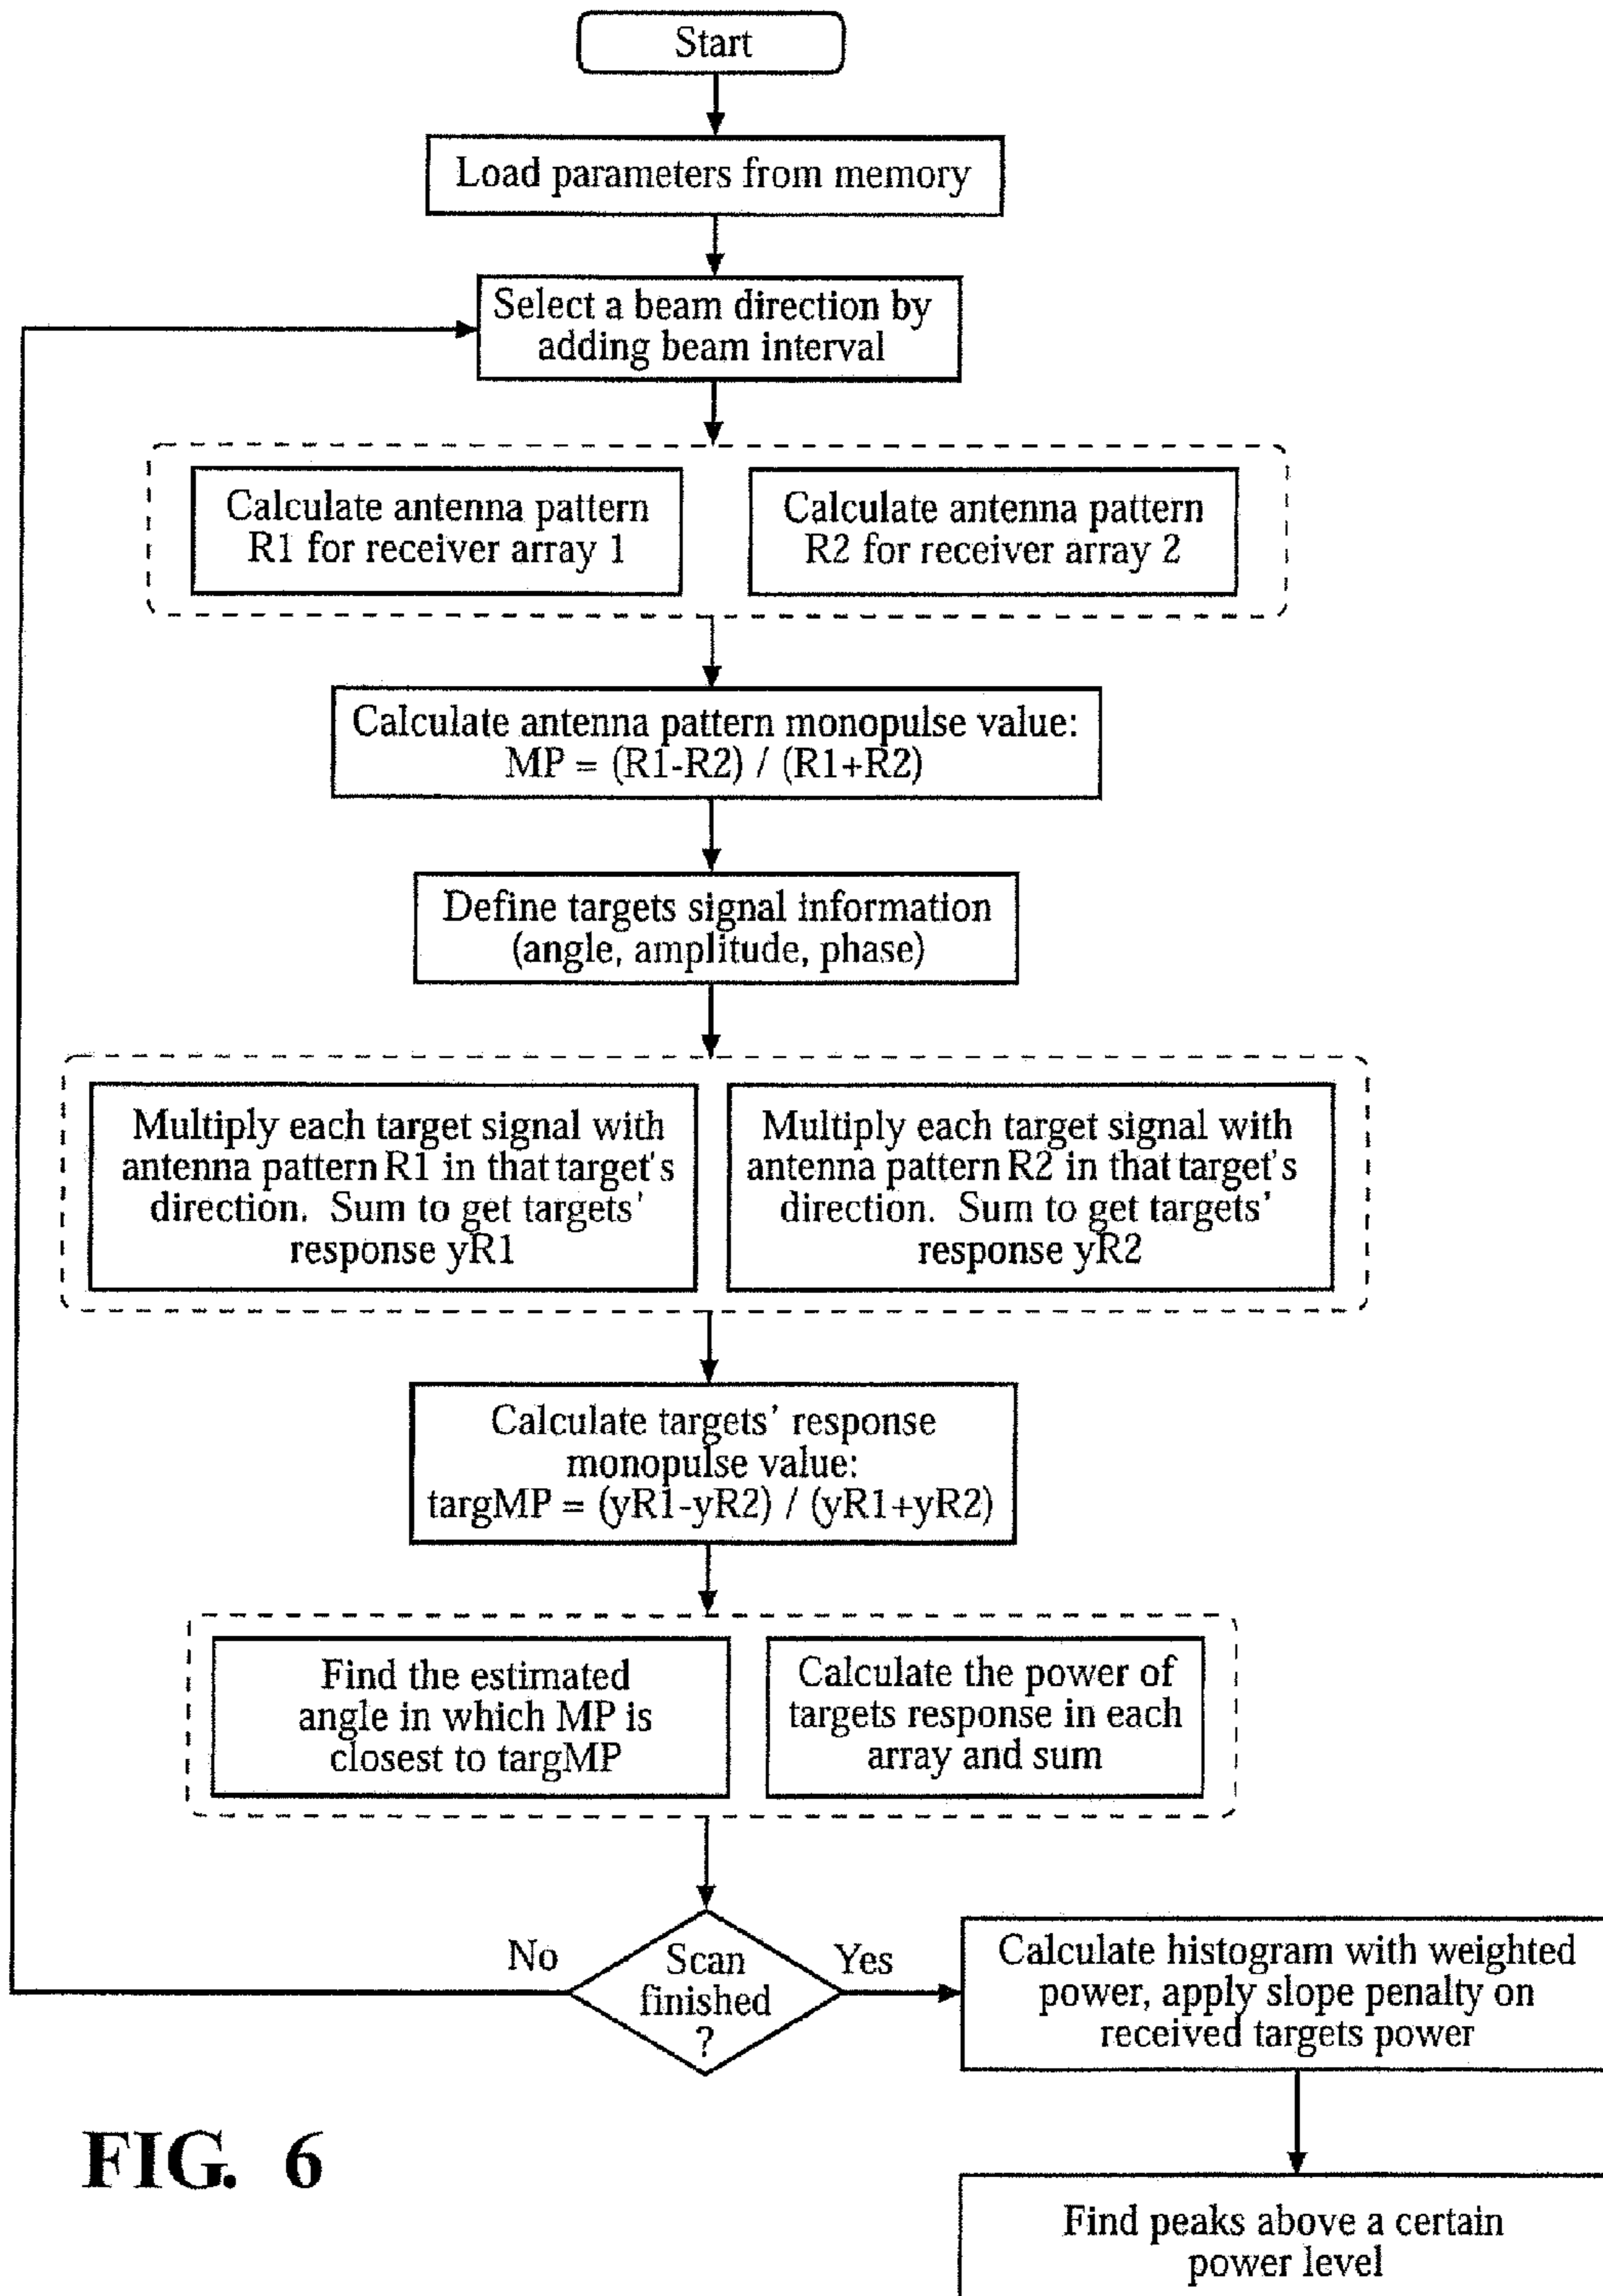 Start
Load parameters from memory
Select a beam direction by
adding beam interval
Calculate antenna pattern
R1 for receiver array 1
Calculate antenna pattern
R2 for receiver array 2
Calculate antenna pattern monopulse value:
MP = (R1-R2) / (R1+R2)
Define targets signal information
(angle, amplitude, phase)
Multiply each target signal with
antenna pattern R1 in that target's
direction. Sum to get targets'
response yR1
Multiply each target signal with
antenna pattern R2 in that target's
direction. Sum to get targets'
response yR2
Calculate targets' response
monopulse value:
targMP = (yR1-yR2) / (yR1+yR2)
Find the estimated
angle in which MP is
closest to targMP
Calculate the power of
targets response in each
array and sum
No
Scan
finished
?
Yes
Calculate histogram with weighted
power, apply slope penalty on
received targets power
Find peaks above a certain
power level
FIG. 6